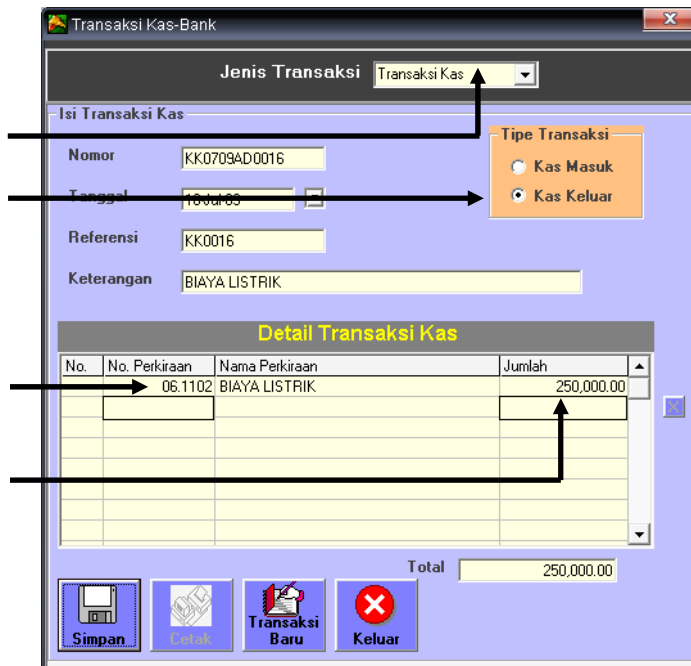 Transaksi Kas-Bank
Jenis Transaksi Transaksi Kas
Isi Transaksi Kas
Tipe Transaksi
Nomor KK0709AD0016
Kas Masuk
Tanggal
Kas Keluar
Referensi KK0016
Keterangan BIAYA LISTRIK
Detail Transaksi Kas
No. No. Perkiraan Nama Perkiraan Jumlah
06.1102 BIAYA LISTRIK 250,000.00
Total 250,000.00
Simpan Cetak Transaksi Baru Keluar